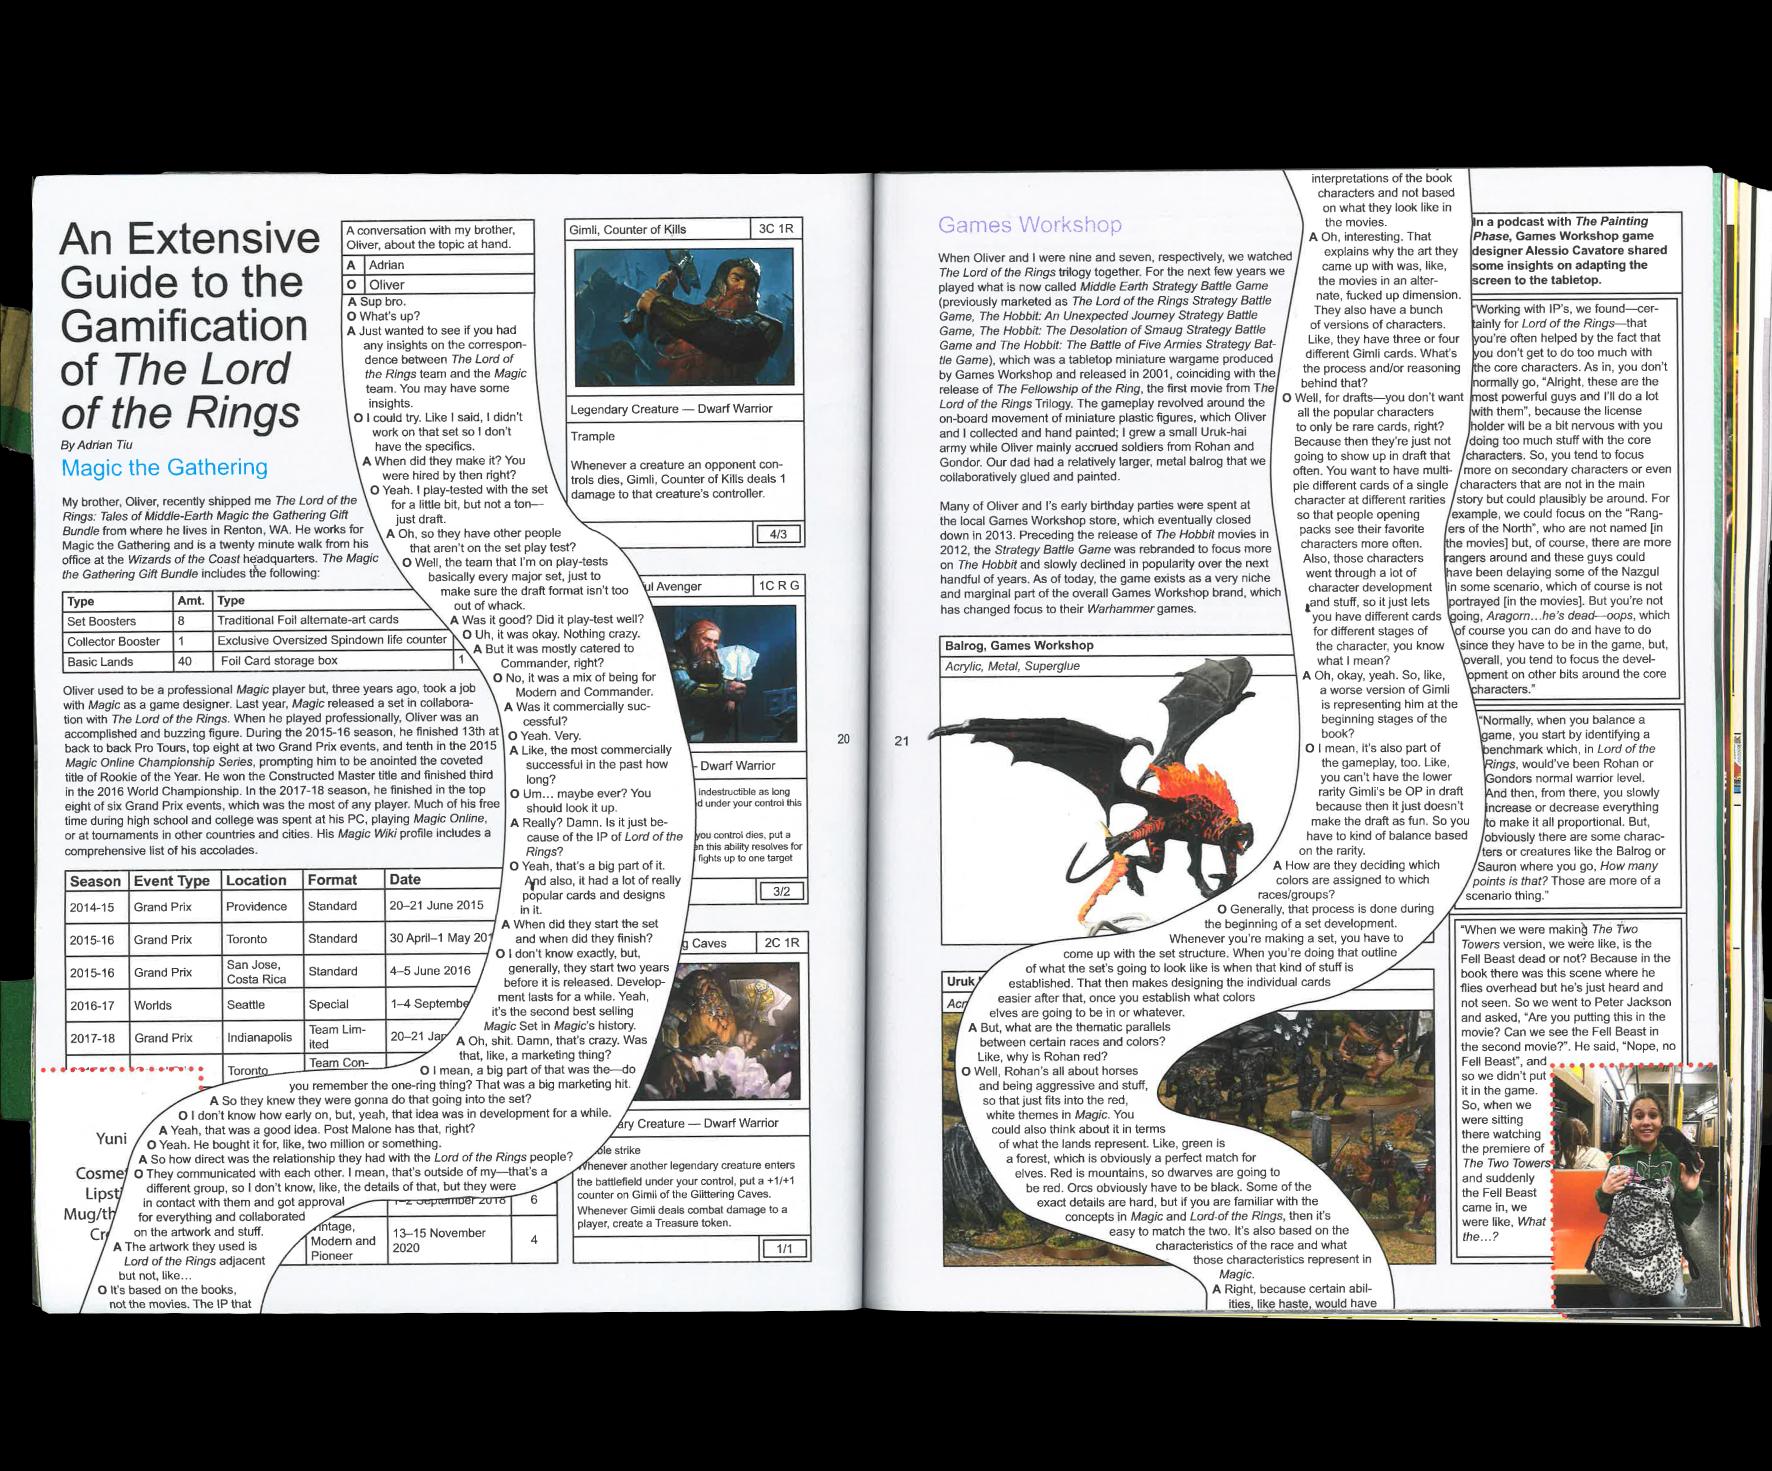 An Extensive
Guide to the
Gamification
of The Lord
of the Rings
By Adrian Tiu
Magic the Gathering
My brother, Oliver, recently shipped me The Lord of the
Rings: Tales of Middle-Earth Magic the Gathering Gift
Bundle from where he lives in Renton, WA. He works for
Magic the Gathering and is a twenty minute walk from his
office at the Wizards of the Coast headquarters. The Magic
the Gathering Gift Bundle includes the following:
Type Amt. Type
Set Boosters 8 Traditional Foil alternate-art cards
Collector Booster 1 Exclusive Oversized Spindown life counter
Basic Lands 40 Foil Card storage box 1
Oliver used to be a professional Magic player but, three years ago, took a job
with Magic as a game designer. Last year, Magic released a set in collabora-
tion with The Lord of the Rings. When he played professionally, Oliver was an
accomplished and buzzing figure. During the 2015-16 season, he finished 13th at
back to back Pro Tours, top eight at two Grand Prix events, and tenth in the 2015
Magic Online Championship Series, prompting him to be anointed the coveted
title of Rookie of the Year. He won the Constructed Master title and finished third
in the 2016 World Championship. In the 2017-18 season, he finished in the top
eight of six Grand Prix events, which was the most of any player. Much of his free
time during high school and college was spent at his PC, playing Magic Online,
or at tournaments in other countries and cities. His Magic Wiki profile includes a
comprehensive list of his accolades.
Season Event Type Location Format Date
2014-15 Grand Prix Providence Standard 20–21 June 2015
2015-16 Grand Prix Toronto Standard 30 April–1 May 201
2015-16 Grand Prix San Jose, Costa Rica Standard 4–5 June 2016
2016-17 Worlds Seattle Special 1–4 Septembe
2017-18 Grand Prix Indianapolis Team Lim-
ited 20–21 Jan
Toronto Team Con-
1–2 September 2018 6
Vintage,
Modern and
Pioneer 13–15 November
2020 4
Yuni
Cosmet
Lipsti
Mug/th
Cr
A conversation with my brother,
Oliver, about the topic at hand.
A Adrian
O Oliver
A Sup bro.
O What's up?
A Just wanted to see if you had
any insights on the correspon-
dence between The Lord of
the Rings team and the Magic
team. You may have some
insights.
O I could try. Like I said, I didn't
work on that set so I don't
have the specifics.
A When did they make it? You
were hired by then right?
O Yeah. I play-tested with the set
for a little bit, but not a ton—
just draft.
A Oh, so they have other people
that aren't on the set play test?
O Well, the team that I'm on play-tests
basically every major set, just to
make sure the draft format isn't too
out of whack.
A Was it good? Did it play-test well?
O Uh, it was okay. Nothing crazy.
A But it was mostly catered to
Commander, right?
O No, it was a mix of being for
Modern and Commander.
A Was it commercially suc-
cessful?
O Yeah. Very.
A Like, the most commercially
successful in the past how
long?
O Um... maybe ever? You
should look it up.
A Really? Damn. Is it just be-
cause of the IP of Lord of the
Rings?
O Yeah, that's a big part of it.
And also, it had a lot of really
popular cards and designs
in it.
A When did they start the set
and when did they finish?
O I don't know exactly, but,
generally, they start two years
before it is released. Develop-
ment lasts for a while. Yeah,
it's the second best selling
Magic Set in Magic's history.
A Oh, shit. Damn, that's crazy. Was
that, like, a marketing thing?
O I mean, a big part of that was the—do
you remember the one-ring thing? That was a big marketing hit.
A So they knew they were gonna do that going into the set?
O I don't know how early on, but, yeah, that idea was in development for a while.
A Yeah, that was a good idea. Post Malone has that, right?
O Yeah. He bought it for, like, two million or something.
A So how direct was the relationship they had with the Lord of the Rings people?
O They communicated with each other. I mean, that's outside of my—that's a
different group, so I don't know, like, the details of that, but they were
in contact with them and got approval
for everything and collaborated
on the artwork and stuff.
A The artwork they used is
Lord of the Rings adjacent
but not, like...
O It's based on the books,
not the movies. The IP that
Gimli, Counter of Kills 3C 1R
Legendary Creature — Dwarf Warrior
Trample
Whenever a creature an opponent con-
trols dies, Gimli, Counter of Kills deals 1
damage to that creature's controller.
4/3
ul Avenger 1C R G
- Dwarf Warrior
indestructible as long
d under your control this
you control dies, put a
n this ability resolves for
fights up to one target
3/2
g Caves 2C 1R
ary Creature — Dwarf Warrior
ble strike
Whenever another legendary creature enters
the battlefield under your control, put a +1/+1
counter on Gimli of the Glittering Caves.
Whenever Gimli deals combat damage to a
player, create a Treasure token.
1/1
20
21
Games Workshop
When Oliver and I were nine and seven, respectively, we watched
The Lord of the Rings trilogy together. For the next few years we
played what is now called Middle Earth Strategy Battle Game
(previously marketed as The Lord of the Rings Strategy Battle
Game, The Hobbit: An Unexpected Journey Strategy Battle
Game, The Hobbit: The Desolation of Smaug Strategy Battle
Game and The Hobbit: The Battle of Five Armies Strategy Bat-
tle Game), which was a tabletop miniature wargame produced
by Games Workshop and released in 2001, coinciding with the
release of The Fellowship of the Ring, the first movie from The
Lord of the Rings Trilogy. The gameplay revolved around the
on-board movement of miniature plastic figures, which Oliver
and I collected and hand painted; I grew a small Uruk-hai
army while Oliver mainly accrued soldiers from Rohan and
Gondor. Our dad had a relatively larger, metal balrog that we
collaboratively glued and painted.
Many of Oliver and I's early birthday parties were spent at
the local Games Workshop store, which eventually closed
down in 2013. Preceding the release of The Hobbit movies in
2012, the Strategy Battle Game was rebranded to focus more
on The Hobbit and slowly declined in popularity over the next
handful of years. As of today, the game exists as a very niche
and marginal part of the overall Games Workshop brand, which
has changed focus to their Warhammer games.
Balrog, Games Workshop
Acrylic, Metal, Superglue
Uruk
Acr
interpretations of the book
characters and not based
on what they look like in
the movies.
A Oh, interesting. That
explains why the art they
came up with was, like,
the movies in an alter-
nate, fucked up dimension.
They also have a bunch
of versions of characters.
Like, they have three or four
different Gimli cards. What's
the process and/or reasoning
behind that?
O Well, for drafts—you don't want
all the popular characters
to only be rare cards, right?
Because then they're just not
going to show up in draft that
often. You want to have multi-
ple different cards of a single
character at different rarities
so that people opening
packs see their favorite
characters more often.
Also, those characters
went through a lot of
character development
and stuff, so it just lets
you have different cards
for different stages of
the character, you know
what I mean?
A Oh, okay, yeah. So, like,
a worse version of Gimli
is representing him at the
beginning stages of the
book?
O I mean, it's also part of
the gameplay, too. Like,
you can't have the lower
rarity Gimli's be OP in draft
because then it just doesn't
make the draft as fun. So you
have to kind of balance based
on the rarity.
A How are they deciding which
colors are assigned to which
races/groups?
O Generally, that process is done during
the beginning of a set development.
Whenever you're making a set, you have to
come up with the set structure. When you're doing that outline
of what the set's going to look like is when that kind of stuff is
established. That then makes designing the individual cards
easier after that, once you establish what colors
elves are going to be in or whatever.
A But, what are the thematic parallels
between certain races and colors?
Like, why is Rohan red?
O Well, Rohan's all about horses
and being aggressive and stuff,
so that just fits into the red,
white themes in Magic. You
could also think about it in terms
of what the lands represent. Like, green is
a forest, which is obviously a perfect match for
elves. Red is mountains, so dwarves are going to
be red. Orcs obviously have to be black. Some of the
exact details are hard, but if you are familiar with the
concepts in Magic and Lord of the Rings, then it's
easy to match the two. It's also based on the
characteristics of the race and what
those characteristics represent in
Magic.
A Right, because certain abil-
ities, like haste, would have
In a podcast with The Painting
Phase, Games Workshop game
designer Alessio Cavatore shared
some insights on adapting the
screen to the tabletop.
"Working with IP's, we found—cer-
tainly for Lord of the Rings—that
you're often helped by the fact that
you don't get to do too much with
the core characters. As in, you don't
normally go, "Alright, these are the
most powerful guys and I'll do a lot
with them", because the license
holder will be a bit nervous with you
doing too much stuff with the core
characters. So, you tend to focus
more on secondary characters or even
characters that are not in the main
story but could plausibly be around. For
example, we could focus on the "Rang-
ers of the North", who are not named [in
the movies] but, of course, there are more
rangers around and these guys could
have been delaying some of the Nazgul
in some scenario, which of course is not
portrayed [in the movies]. But you're not
going, Aragorn...he's dead—oops, which
of course you can do and have to do
since they have to be in the game, but,
overall, you tend to focus the devel-
opment on other bits around the core
characters."
"Normally, when you balance a
game, you start by identifying a
benchmark which, in Lord of the
Rings, would've been Rohan or
Gondors normal warrior level.
And then, from there, you slowly
increase or decrease everything
to make it all proportional. But,
obviously there are some charac-
ters or creatures like the Balrog or
Sauron where you go, How many
points is that? Those are more of a
scenario thing."
"When we were making The Two
Towers version, we were like, is the
Fell Beast dead or not? Because in the
book there was this scene where he
flies overhead but he's just heard and
not seen. So we went to Peter Jackson
and asked, "Are you putting this in the
movie? Can we see the Fell Beast in
the second movie?". He said, "Nope, no
Fell Beast", and
so we didn't put
it in the game.
So, when we
were sitting
there watching
the premiere of
The Two Towers
and suddenly
the Fell Beast
came in, we
were like, What
the...?